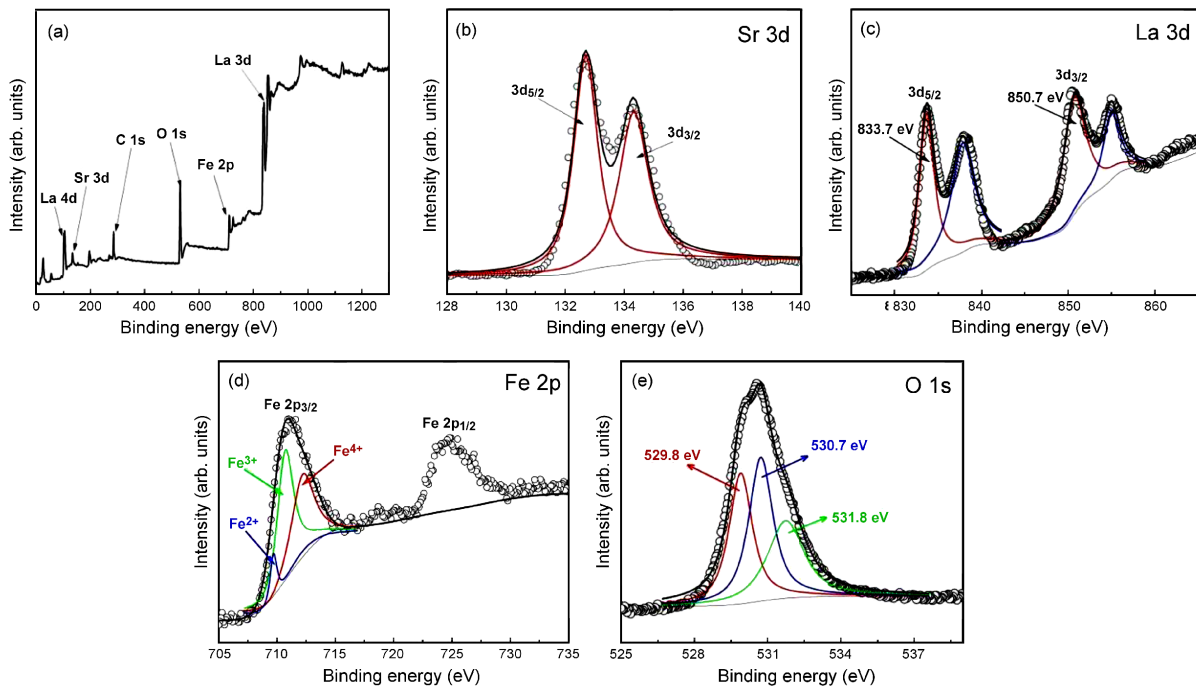 (a)
La 3d
C 1s
O 1s
Sr 3d
Fe 2p
La 4d
0 200 400 600 800 1000 1200
Binding energy (eV)
Intensity (arb. units)
(b)
Sr 3d
3d5/2
3d3/2
128 130 132 134 136 138 140
Binding energy (eV)
Intensity (arb. units)
(c)
La 3d
3d5/2
3d3/2
850.7 eV
833.7 eV
830 840 850 860
Binding energy (eV)
Intensity (arb. units)
(d)
Fe 2p
Fe 2p3/2
Fe 2p1/2
Fe4+
Fe3+
Fe2+
705 710 715 720 725 730 735
Binding energy (eV)
Intensity (arb. units)
(e)
O 1s
529.8 eV
530.7 eV
531.8 eV
525 528 531 534 537
Binding energy (eV)
Intensity (arb. units)